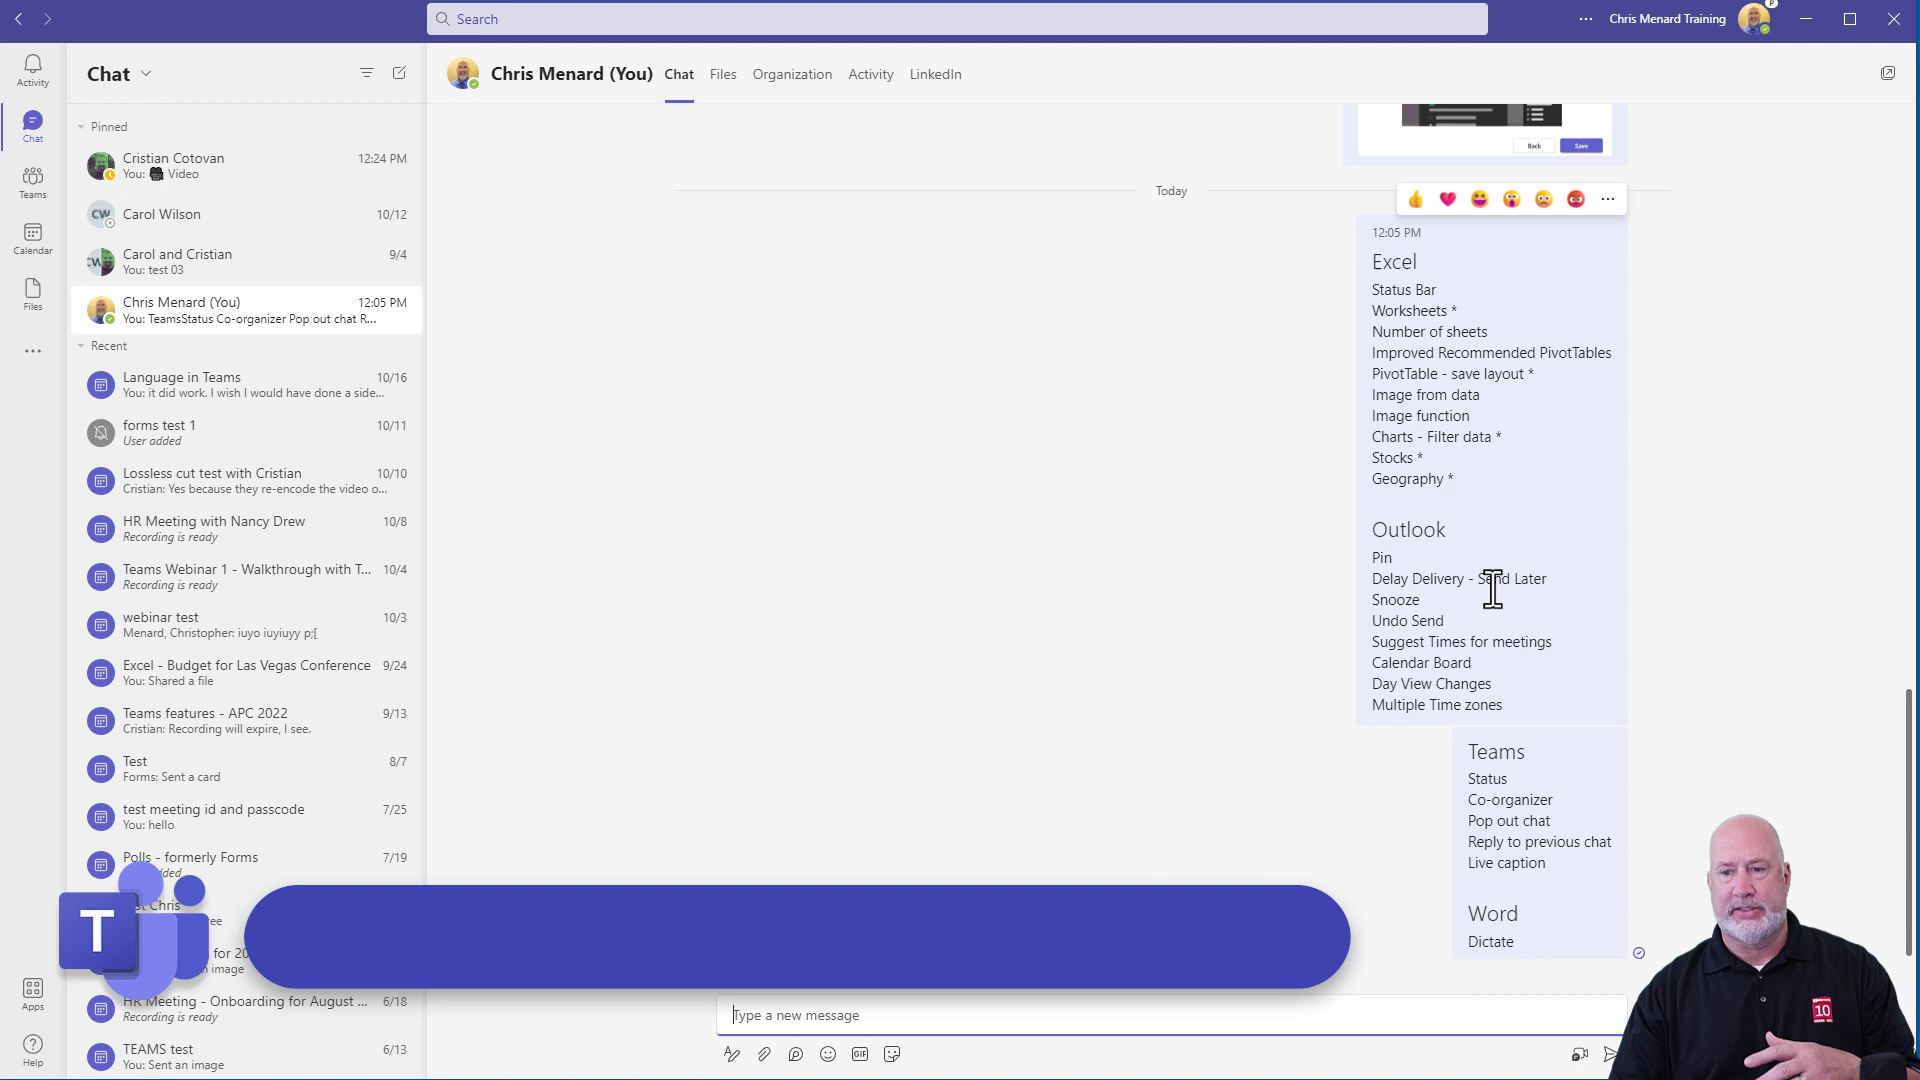 Search
Chris Menard Training
P
Activity
Chat
Teams
Calendar
Files
Apps
Help
Chat
Pinned
Cristian Cotovan 12:24 PM
You: Video
CW Carol Wilson 10/12
Carol and Cristian 9/4
You: test 03
Chris Menard (You) 12:05 PM
You: TeamsStatus Co-organizer Pop out chat R...
Recent
Language in Teams 10/16
You: it did work. I wish I would have done a side...
forms test 1 10/11
User added
Lossless cut test with Cristian 10/10
Cristian: Yes because they re-encode the video o...
HR Meeting with Nancy Drew 10/8
Recording is ready
Teams Webinar 1 - Walkthrough with T... 10/4
Recording is ready
webinar test 10/3
Menard, Christopher: iuyo iuyiuyy p;[
Excel - Budget for Las Vegas Conference 9/24
You: Shared a file
Teams features - APC 2022 9/13
Cristian: Recording will expire, I see.
Test 8/7
Forms: Sent a card
test meeting id and passcode 7/25
You: hello
Polls - formerly Forms 7/19
Chris
for 20
image
HR Meeting - Onboarding for August ... 6/18
Recording is ready
TEAMS test 6/13
You: Sent an image
T
Chris Menard (You) Chat Files Organization Activity LinkedIn
Back Save
Today
12:05 PM
Excel
Status Bar
Worksheets *
Number of sheets
Improved Recommended PivotTables
PivotTable - save layout *
Image from data
Image function
Charts - Filter data *
Stocks *
Geography *
Outlook
Pin
Delay Delivery - Send Later
Snooze
Undo Send
Suggest Times for meetings
Calendar Board
Day View Changes
Multiple Time zones
Teams
Status
Co-organizer
Pop out chat
Reply to previous chat
Live caption
Word
Dictate
Type a new message
GIF
10